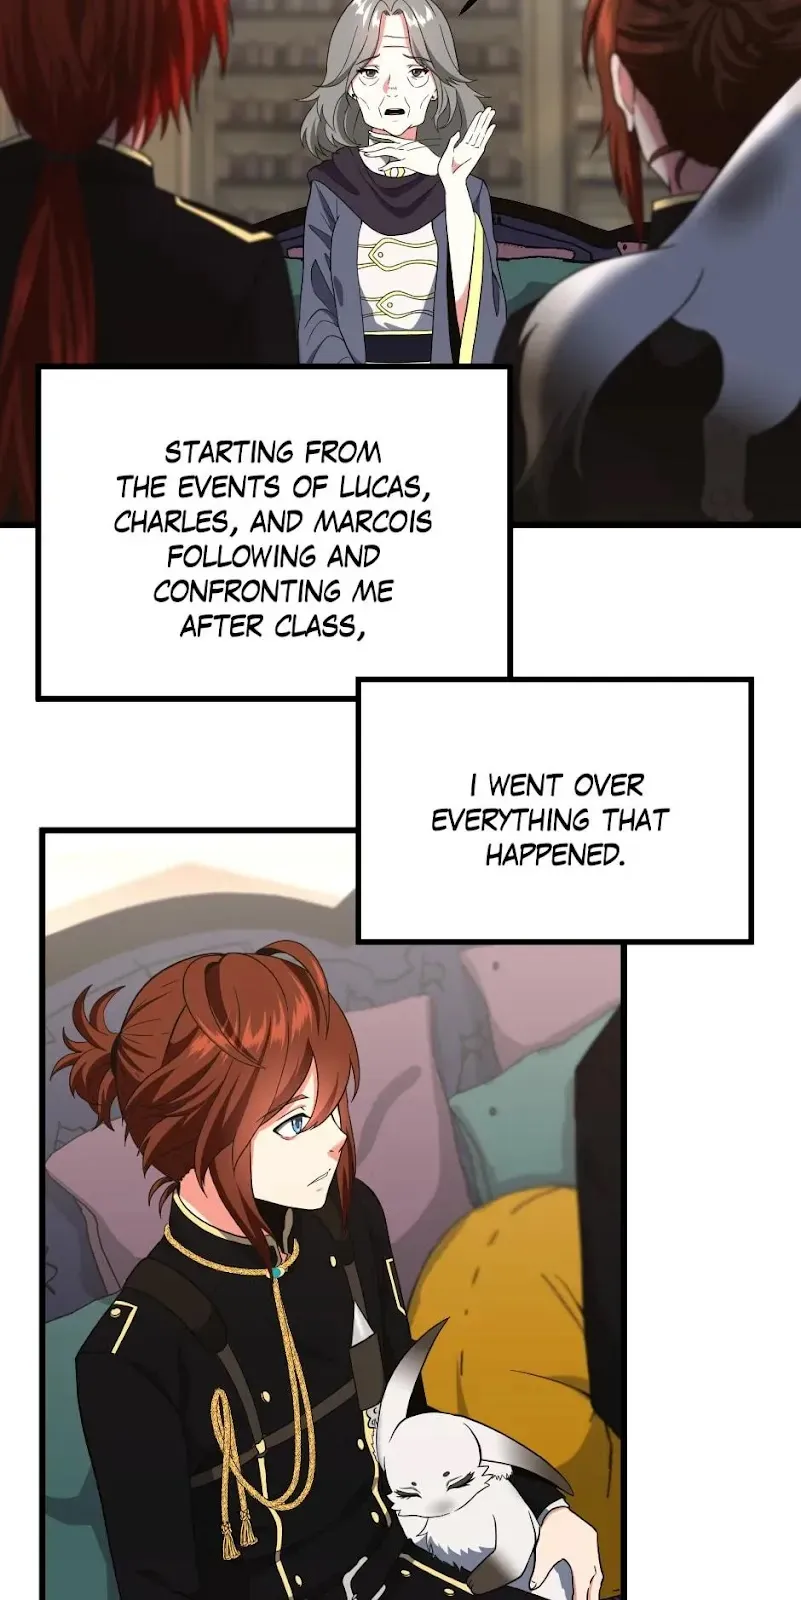 STARTING FROM
THE EVENTS OF LUCAS,
CHARLES, AND MARCOIS
FOLLOWING AND
CONFRONTING ME
AFTER CLASS,
I WENT OVER
EVERYTHING THAT
HAPPENED.